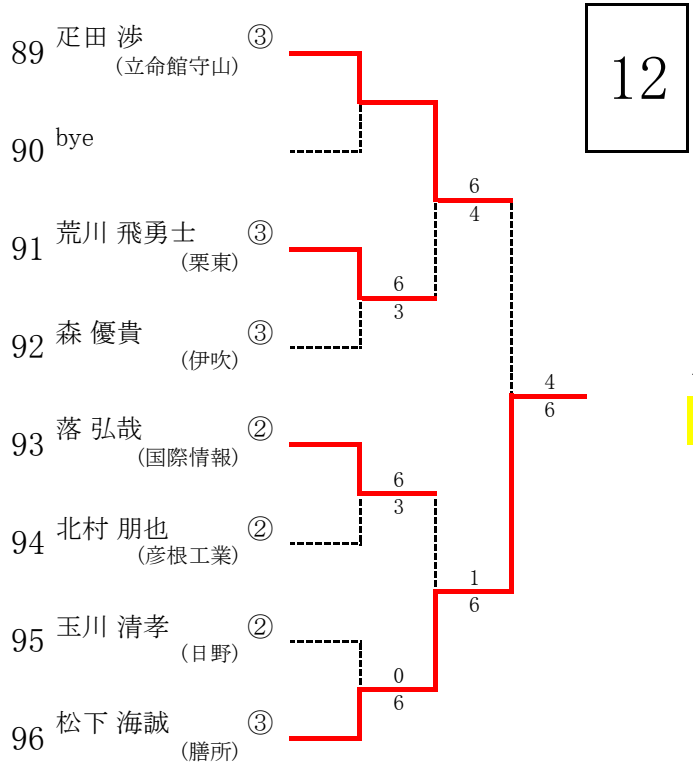 12
89 疋田 渉 ③
(立命館守山)
90 bye
6
4
91 荒川 飛勇士 ③
(栗東)
6
3
92 森 優貴 ③
(伊吹)
4
6
93 落 弘哉 ②
(国際情報)
6
3
94 北村 朋也 ②
(彦根工業)
1
6
95 玉川 清孝 ②
(日野)
0
6
96 松下 海誠 ③
(膳所)